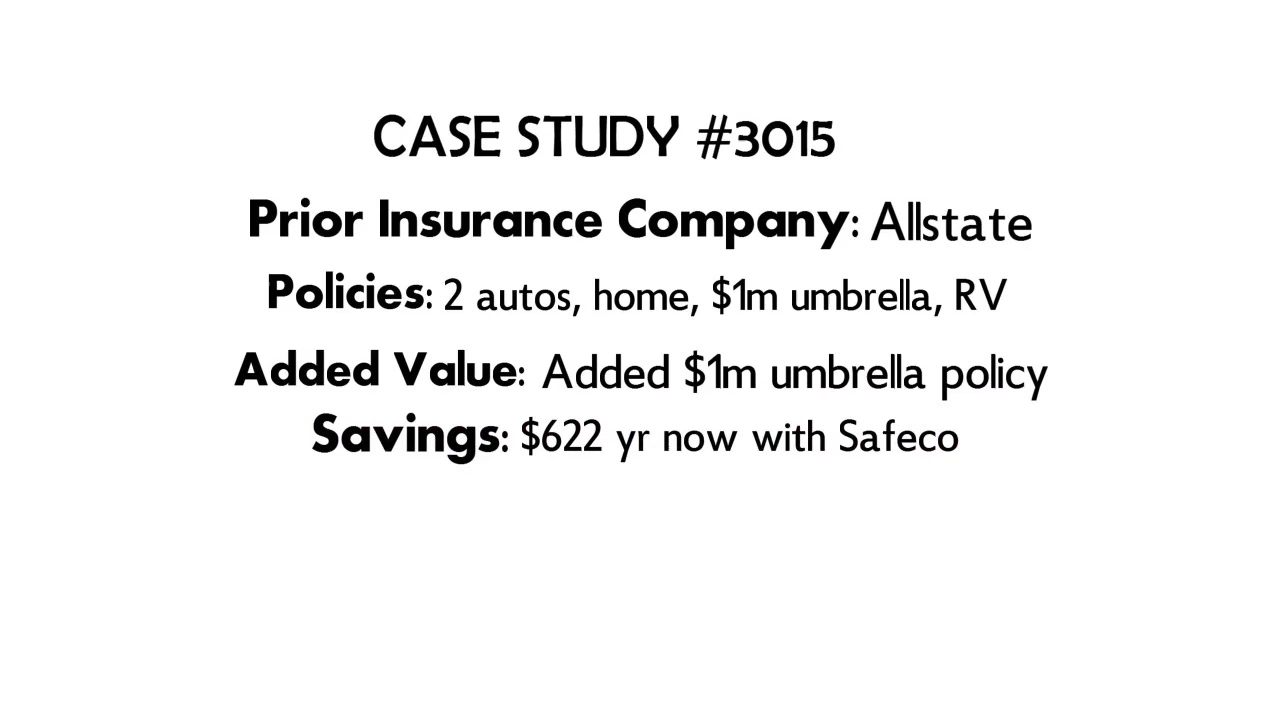 CASE STUDY #3015
Prior Insurance Company: Allstate
Policies: 2 autos, home, $1m umbrella, RV
Added Value: Added $1m umbrella policy
Savings: $622 yr now with Safeco